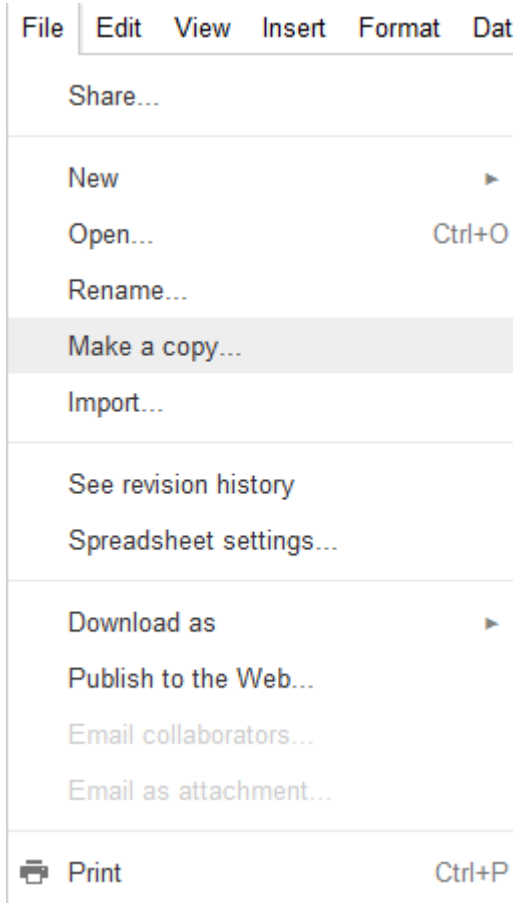 File Edit View Insert Format Dat
Share...
New
Open... Ctrl+O
Rename...
Make a copy...
Import...
See revision history
Spreadsheet settings...
Download as
Publish to the Web...
Email collaborators...
Email as attachment...
Print Ctrl+P